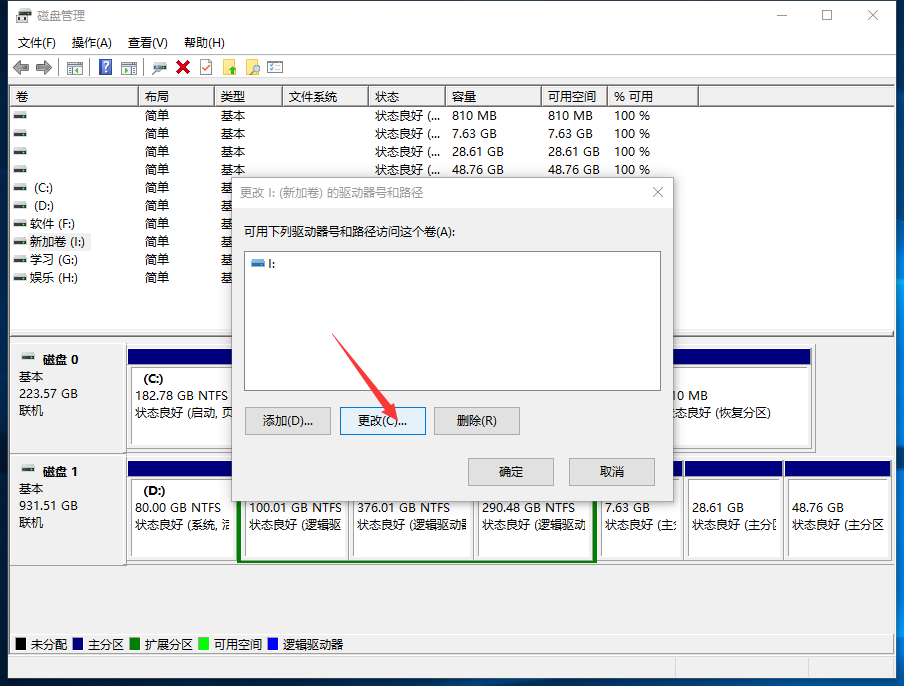 磁盘管理
文件(F) 操作(A) 查看(V) 帮助(H)
卷 布局 类型 文件系统 状态 容量 可用空间 % 可用
简单 基本 状态良好 (... 810 MB 810 MB 100 %
简单 基本 状态良好 (... 7.63 GB 7.63 GB 100 %
简单 基本 状态良好 (... 28.61 GB 28.61 GB 100 %
简单 基本 状态良好 (... 48.76 GB 48.76 GB 100 %
(C:) 简单
(D:) 简单
软件 (F:) 简单
新加卷 (I:) 简单
学习 (G:) 简单
娱乐 (H:) 简单
更改 I: (新加卷) 的驱动器号和路径
可用下列驱动器号和路径访问这个卷(A):
I:
添加(D)... 更改(C)... 删除(R)
确定 取消
磁盘 0
基本
223.57 GB
联机
(C:)
182.78 GB NTFS
状态良好 (启动, 页
10 MB
状态良好 (恢复分区)
磁盘 1
基本
931.51 GB
联机
(D:)
80.00 GB NTFS
状态良好 (系统, 活
100.01 GB NTFS
状态良好 (逻辑驱
376.01 GB NTFS
状态良好 (逻辑驱动器
290.48 GB NTFS
状态良好 (逻辑驱动
7.63 GB
状态良好 (主分
28.61 GB
状态良好 (主分区
48.76 GB
状态良好 (主分区
未分配 主分区 扩展分区 可用空间 逻辑驱动器